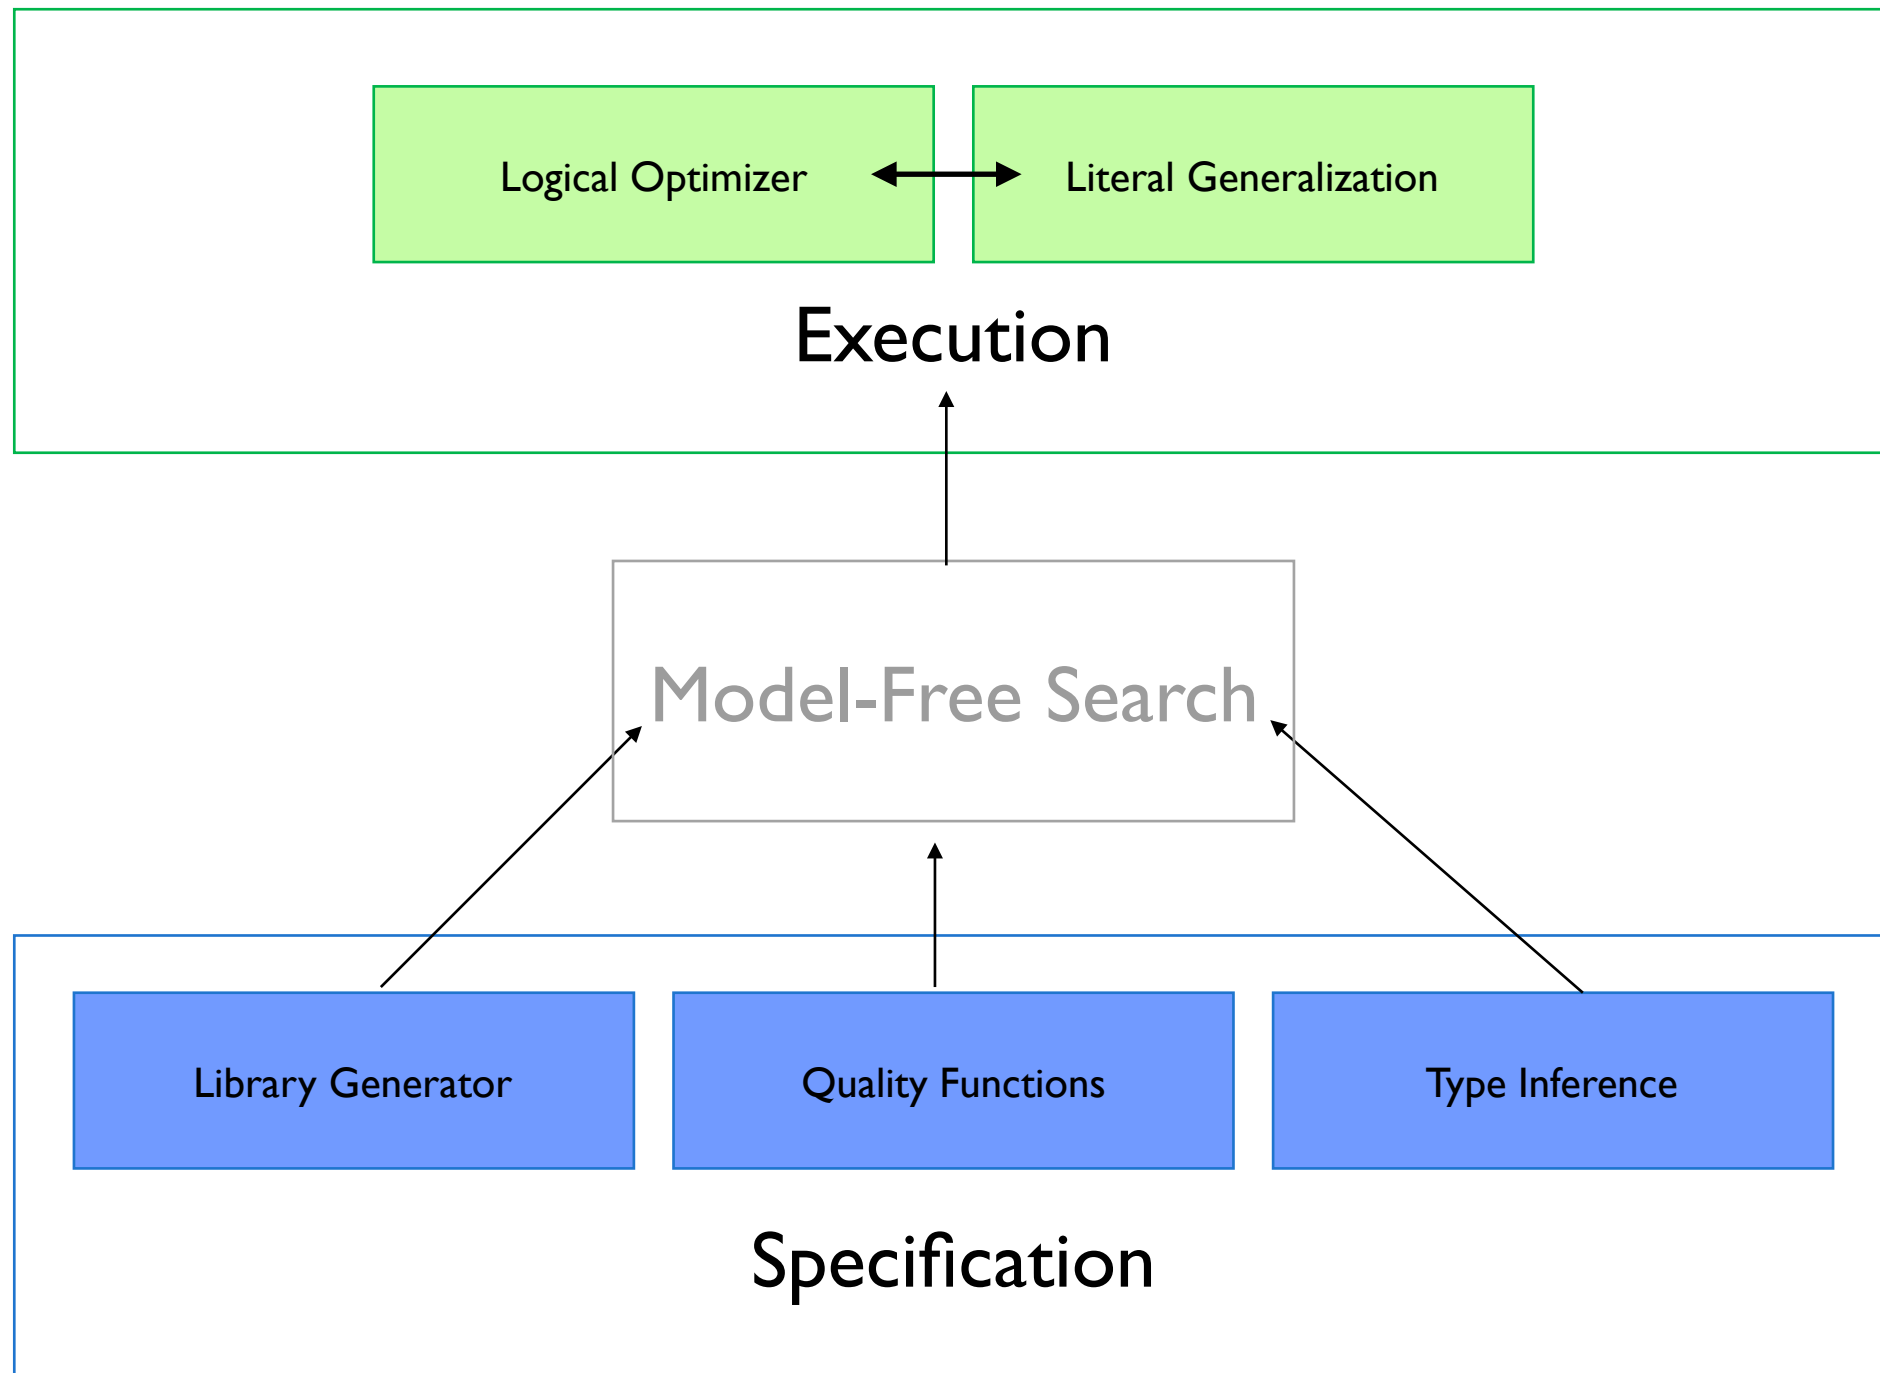 Logical Optimizer
Literal Generalization
Execution
Model-Free Search
Library Generator
Quality Functions
Type Inference
Specification